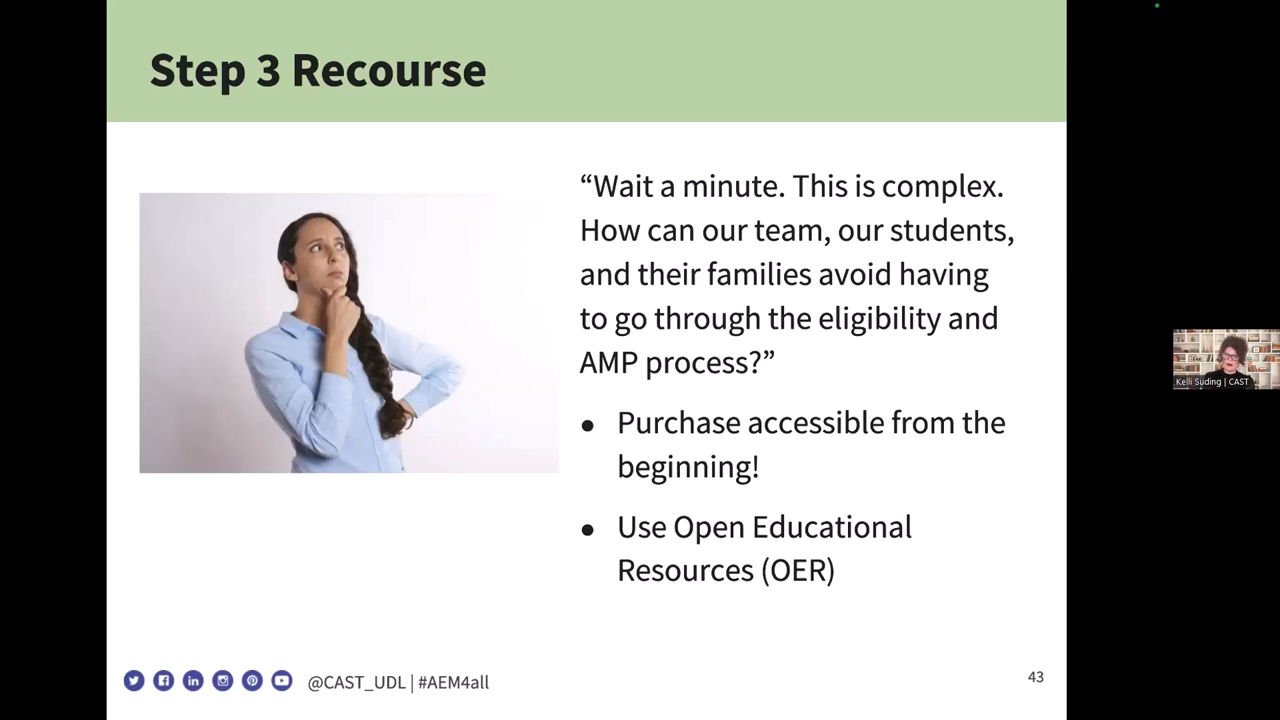 Step 3 Recourse
“Wait a minute. This is complex.
How can our team, our students,
and their families avoid having
to go through the eligibility and
AMP process?”
● Purchase accessible from the
beginning!
● Use Open Educational
Resources (OER)
Kelli Suding | CAST
@CAST_UDL | #AEM4all
43